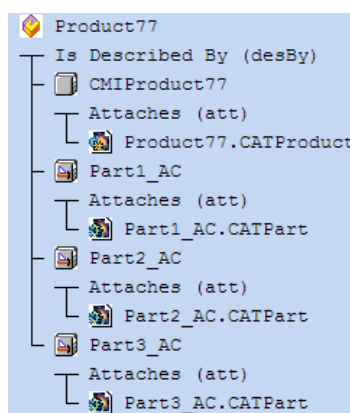 Product77
Is Described By (desBy)
CMIProduct77
Attaches (att)
Product77.CATProduct
Part1_AC
Attaches (att)
Part1_AC.CATPart
Part2_AC
Attaches (att)
Part2_AC.CATPart
Part3_AC
Attaches (att)
Part3_AC.CATPart